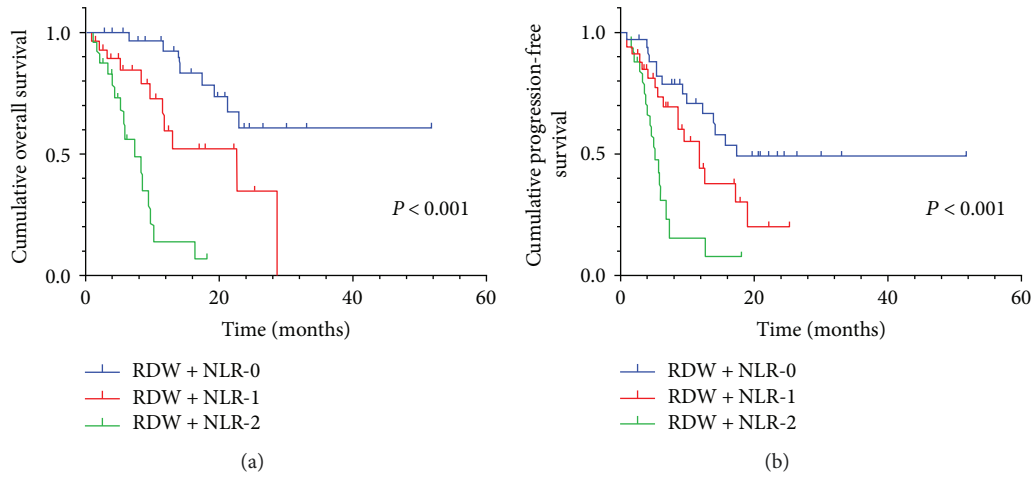 Cumulative overall survival
1.0
0.5
0.0
P < 0.001
0
20
40
60
Time (months)
RDW + NLR-0
RDW + NLR-1
RDW + NLR-2
(a)
Cumulative progression-free
survival
1.0
0.5
0.0
P < 0.001
0
20
40
60
Time (months)
RDW + NLR-0
RDW + NLR-1
RDW + NLR-2
(b)